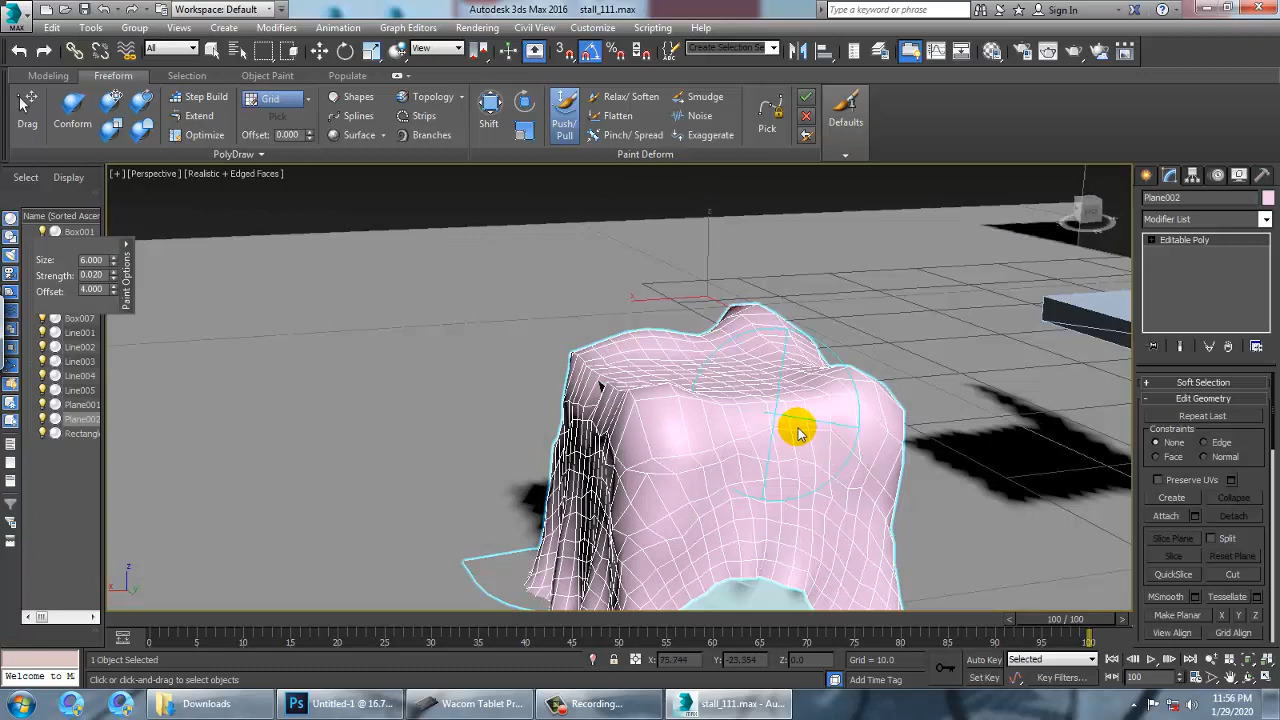 Workspace: Default
Autodesk 3ds Max 2016 stall_111.max
Type a keyword or phrase
Sign In
MAX
Edit Tools Group Views Create Modifiers Animation Graph Editors Rendering Civil View Customize Scripting Help
All View Create Selection Se
Modeling Freeform Selection Object Paint Populate
Drag Conform Step Build Extend Optimize
Grid Pick Offset: 0.000
Shapes Splines Surface
Topology Strips Branches
Shift Push/ Pull
Relax/ Soften Flatten Pinch/ Spread
Smudge Noise Exaggerate
Pick Defaults
PolyDraw Paint Deform
Select Display
[ + ] [Perspective ] [Realistic + Edged Faces ]
Name (Sorted Ascer
Box001
Size: 6.000
Strength: 0.020
Offset: 4.000
Paint Options
Box007
Line001
Line002
Line003
Line004
Line005
Plane001
Plane002
Rectang
z
x
z
x
y
Plane002
Modifier List
Editable Poly
+ Soft Selection
- Edit Geometry
Repeat Last
Constraints
None Edge
Face Normal
Preserve UVs
Create Collapse
Attach Detach
Slice Plane Split
Slice Reset Plane
QuickSlice Cut
MSmooth Tessellate
Make Planar X Y Z
View Align Grid Align
100 / 100
0 5 10 15 20 25 30 35 40 45 50 55 60 65 70 75 80 85 90 95 100
1 Object Selected
X: 75.744 Y: -23.354 Z: 0.0 Grid = 10.0
Auto Key Selected
Welcome to M
Click or click-and-drag to select objects
Add Time Tag
Set Key Key Filters... 100
Downloads
Ps Untitled-1 @ 16.7...
Wacom Tablet Pr...
Recording...
stall_111.max - Au...
11:56 PM
1/29/2020